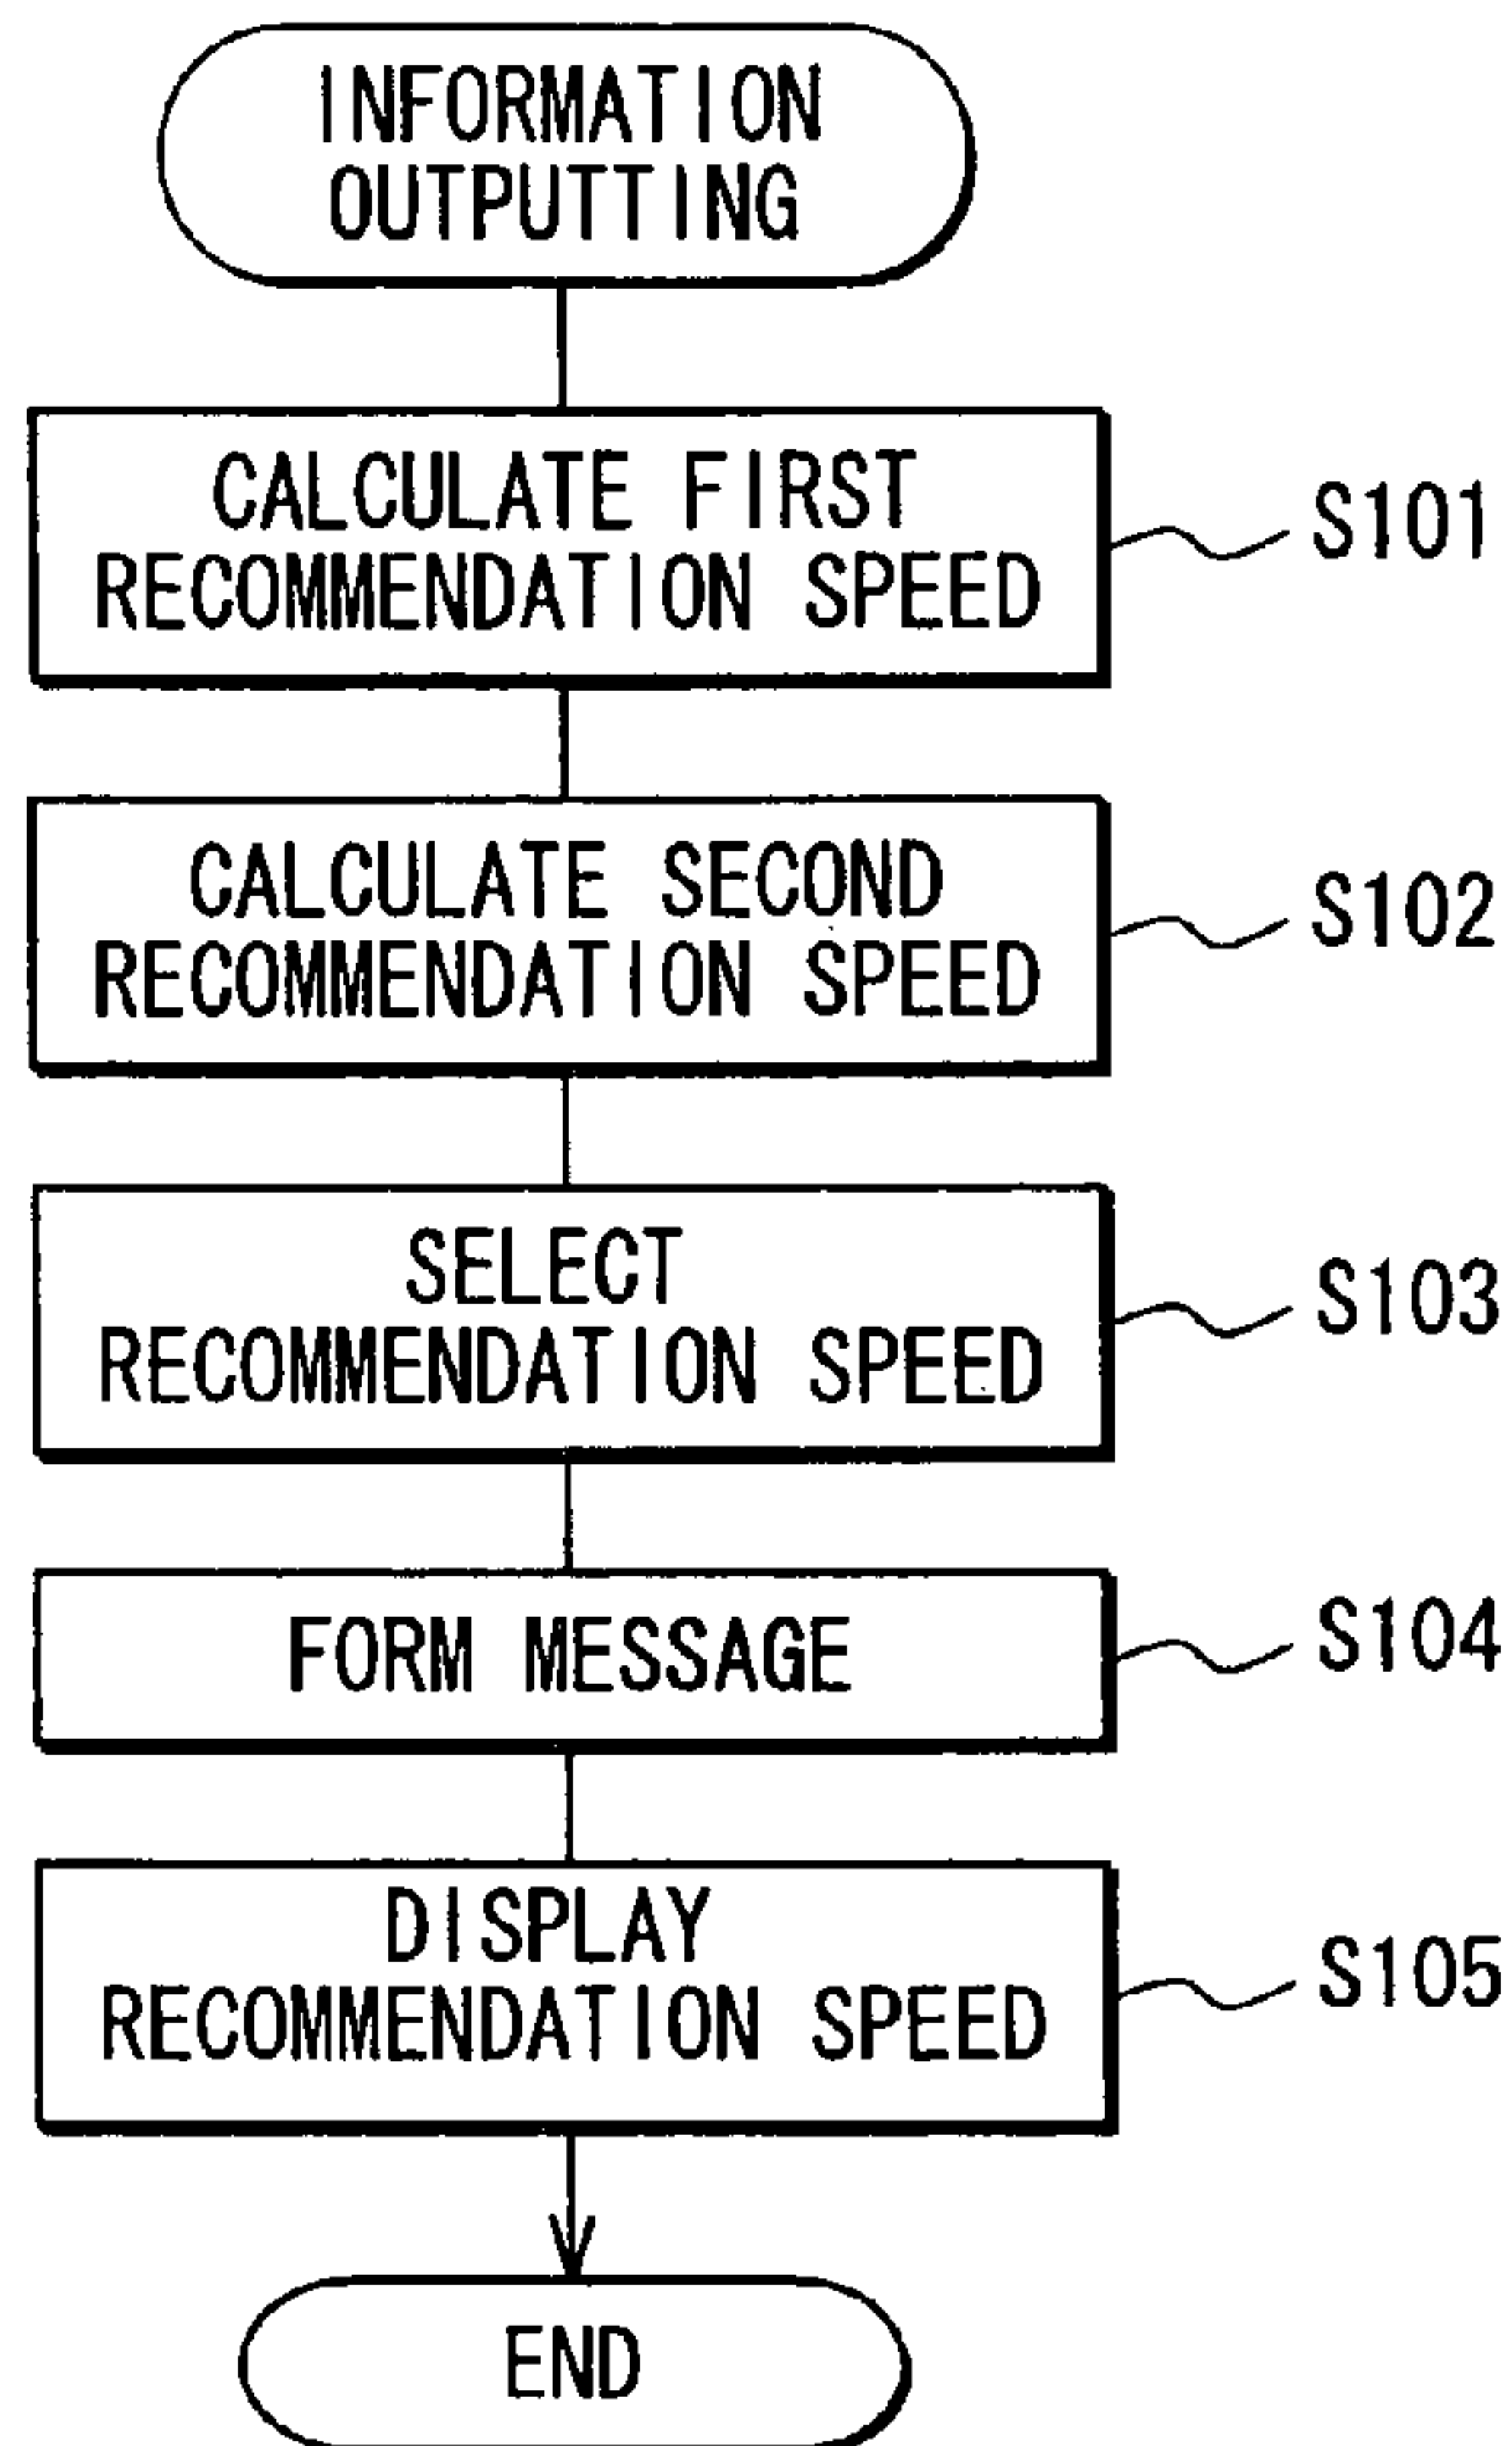 INFORMATION
OUTPUTTING
CALCULATE FIRST
RECOMMENDATION SPEED
S101
CALCULATE SECOND
RECOMMENDATION SPEED
S102
SELECT
RECOMMENDATION SPEED
S103
FORM MESSAGE
S104
DISPLAY
RECOMMENDATION SPEED
S105
END